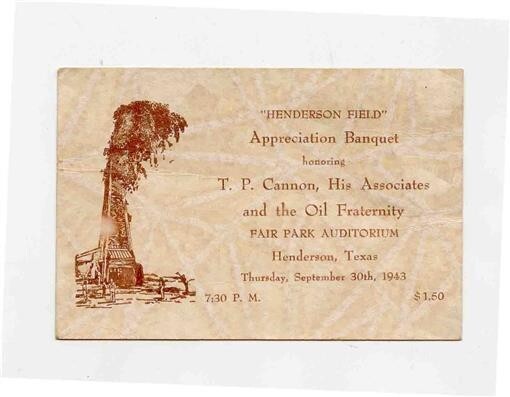 "HENDERSON FIELD"
Appreciation Banquet
honoring
T. P. Cannon, His Associates
and the Oil Fraternity
FAIR PARK AUDITORIUM
Henderson, Texas
Thursday, September 30th, 1943
7:30 P. M. $1.50